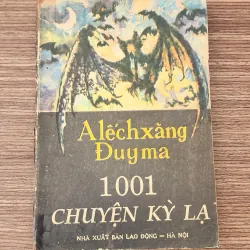 Alếchxăng
Đuyma
1001
CHUYỆN KỲ LẠ
NHÀ XUẤT BẢN LAO ĐỘNG — HÀ NỘI